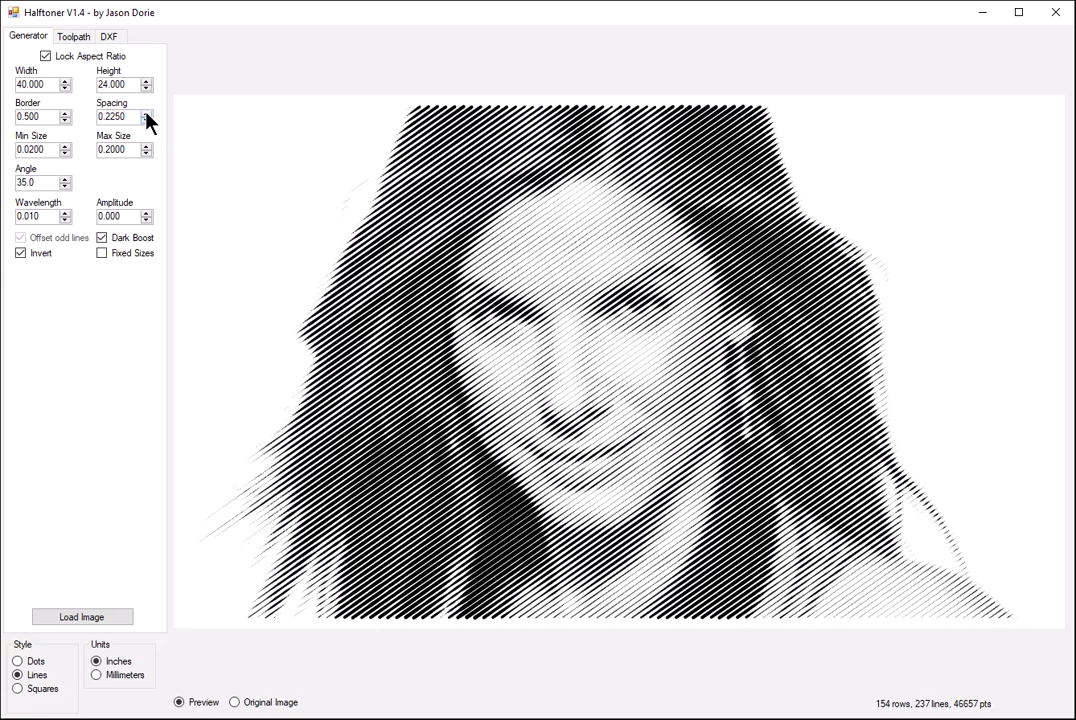 Halftoner V1.4 - by Jason Dorie
Generator Toolpath DXF
Lock Aspect Ratio
Width Height
40.000 24.000
Border Spacing
0.500 0.2250
Min Size Max Size
0.0200 0.2000
Angle
35.0
Wavelength Amplitude
0.010 0.000
Offset odd lines Dark Boost
Invert Fixed Sizes
Load Image
Style Units
Dots Inches
Lines Millimeters
Squares
Preview Original Image
154 rows, 237 lines, 46657 pts